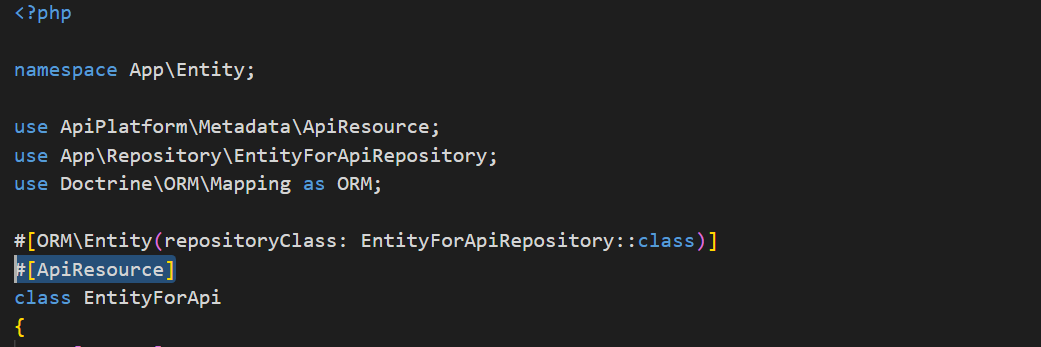 <?php
namespace App\Entity;
use ApiPlatform\Metadata\ApiResource;
use App\Repository\EntityForApiRepository;
use Doctrine\ORM\Mapping as ORM;
#[ORM\Entity(repositoryClass: EntityForApiRepository::class)]
#[ApiResource]
class EntityForApi
{